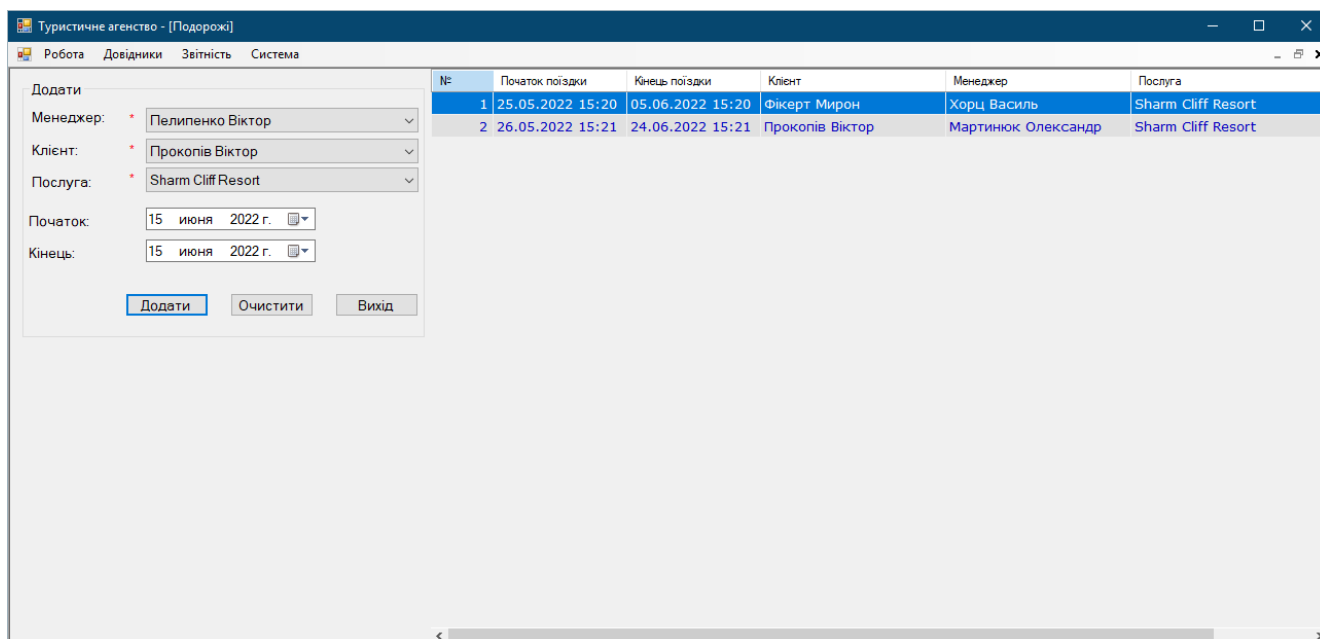 Туристичне агенство - [Подорожі]
Робота Довідники Звітність Система
Додати
Менеджер: * Пелипенко Віктор
Клієнт: * Прокопів Віктор
Послуга: * Sharm Cliff Resort
Початок: 15 июня 2022 г.
Кінець: 15 июня 2022 г.
Додати Очистити Вихід
№ Початок поїздки Кінець поїздки Клієнт Менеджер Послуга
1 25.05.2022 15:20 05.06.2022 15:20 Фікерт Мирон Хорц Василь Sharm Cliff Resort
2 26.05.2022 15:21 24.06.2022 15:21 Прокопів Віктор Мартинюк Олександр Sharm Cliff Resort